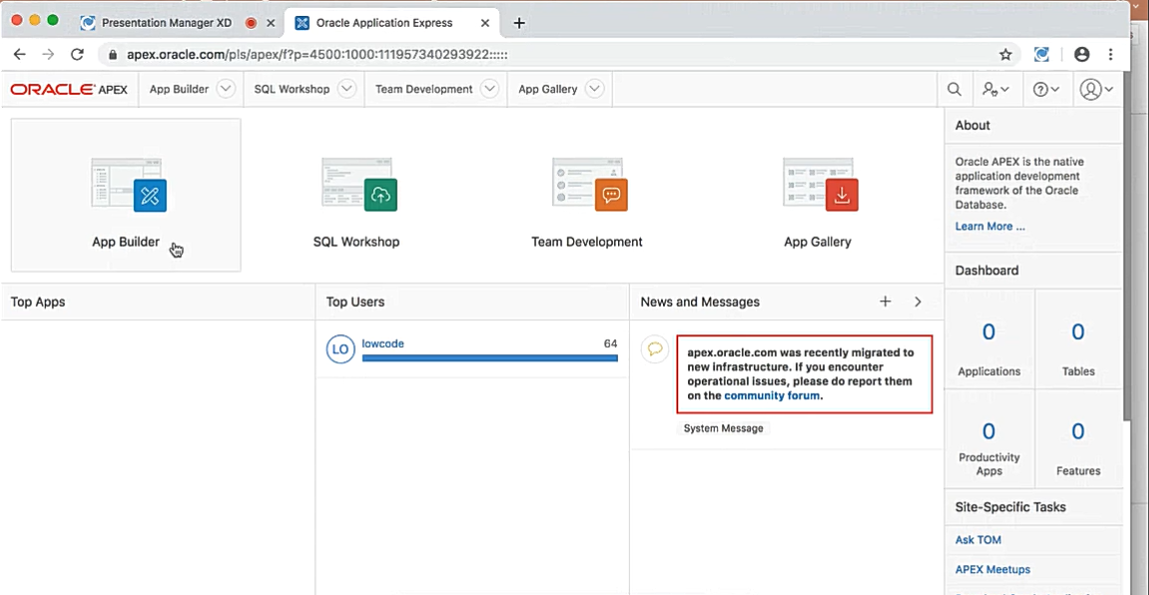 Presentation Manager XD
Oracle Application Express
apex.oracle.com/pls/apex/f?p=4500:1000:111957340293922:::::
ORACLE APEX
App Builder
SQL Workshop
Team Development
App Gallery
App Builder
SQL Workshop
Team Development
App Gallery
About
Oracle APEX is the native
application development
framework of the Oracle
Database.
Learn More ...
Dashboard
0
Applications
0
Tables
0
Productivity
Apps
0
Features
Site-Specific Tasks
Ask TOM
APEX Meetups
Top Apps
Top Users
LO
lowcode
64
News and Messages
apex.oracle.com was recently migrated to
new infrastructure. If you encounter
operational issues, please do report them
on the community forum.
System Message